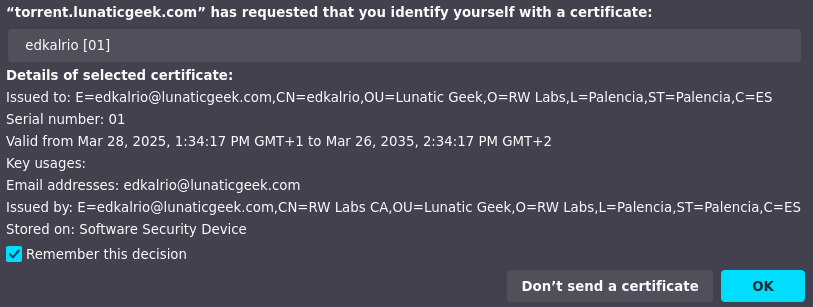 “torrent.lunaticgeek.com” has requested that you identify yourself with a certificate:
edkalrio [01]
Details of selected certificate:
Issued to: E=edkalrio@lunaticgeek.com,CN=edkalrio,OU=Lunatic Geek,O=RW Labs,L=Palencia,ST=Palencia,C=ES
Serial number: 01
Valid from Mar 28, 2025, 1:34:17 PM GMT+1 to Mar 26, 2035, 2:34:17 PM GMT+2
Key usages:
Email addresses: edkalrio@lunaticgeek.com
Issued by: E=edkalrio@lunaticgeek.com,CN=RW Labs CA,OU=Lunatic Geek,O=RW Labs,L=Palencia,ST=Palencia,C=ES
Stored on: Software Security Device
Remember this decision
Don’t send a certificate
OK